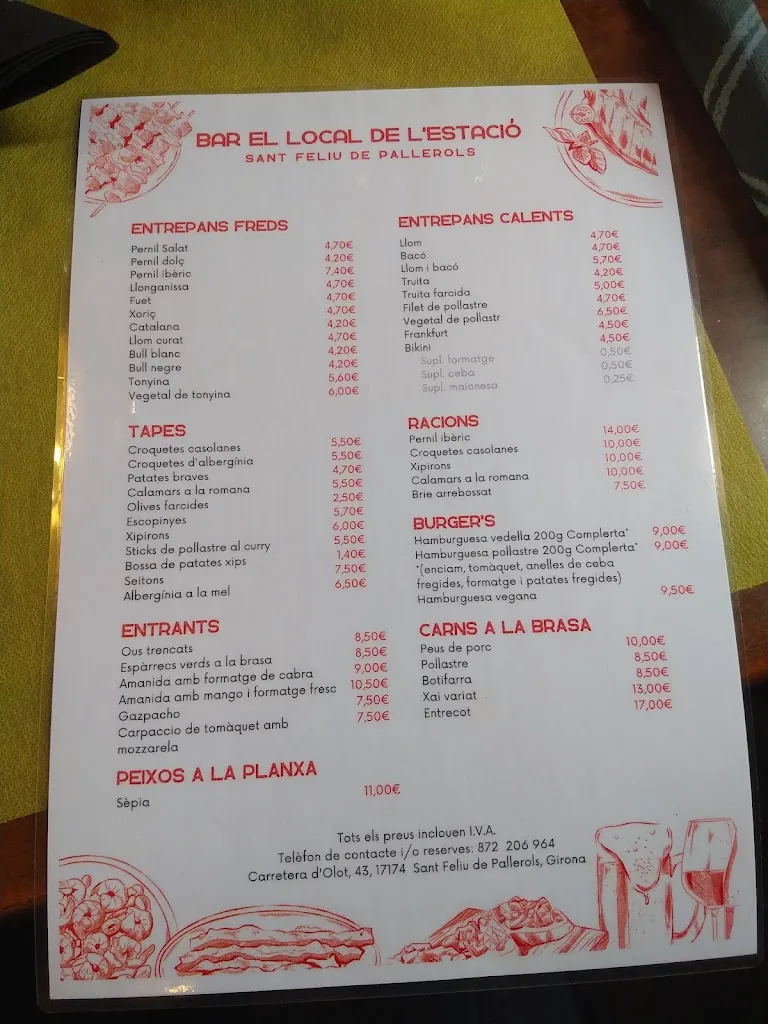 BAR EL LOCAL DE L'ESTACIÓ
SANT FELIU DE PALLEROLS
ENTREPANS FREDS
Pernil Salat 4,70€
Pernil dolç 4,20€
Pernil ibèric 7,40€
Llonganissa 4,70€
Fuet 4,70€
Xoriç 4,70€
Catalana 4,20€
Llom curat 4,70€
Bull blanc 4,20€
Bull negre 4,20€
Tonyina 5,60€
Vegetal de tonyina 6,00€
TAPES
Croquetes casolanes 5,50€
Croquetes d'albergínia 5,50€
Patates braves 4,70€
Calamars a la romana 5,50€
Olives farcides 2,50€
Escopinyes 5,70€
Xipirons 6,00€
Sticks de pollastre al curry 5,50€
Bossa de patates xips 1,40€
Seitons 7,50€
Albergínia a la mel 6,50€
ENTRANTS
Ous trencats 8,50€
Espàrrecs verds a la brasa 8,50€
Amanida amb formatge de cabra 9,00€
Amanida amb mango i formatge fresc 10,50€
Gazpacho 7,50€
Carpaccio de tomàquet amb 7,50€
mozzarela
PEIXOS A LA PLANXA
Sèpia 11,00€
ENTREPANS CALENTS
Llom 4,70€
Bacó 4,70€
Llom i bacó 5,70€
Truita 4,20€
Truita farcida 5,00€
Filet de pollastre 4,70€
Vegetal de pollastr 6,50€
Frankfurt 4,50€
Bikini 4,50€
Supl. formatge 0,50€
Supl. ceba 0,50€
Supl. maionesa 0,25€
RACIONS
Pernil ibèric 14,00€
Croquetes casolanes 10,00€
Xipirons 10,00€
Calamars a la romana 10,00€
Brie arrebossat 7,50€
BURGER'S
Hamburguesa vedella 200g Complerta* 9,00€
Hamburguesa pollastre 200g Complerta* 9,00€
*(enciam, tomàquet, anelles de ceba
fregides, formatge i patates fregides)
Hamburguesa vegana 9,50€
CARNS A LA BRASA
Peus de porc 10,00€
Pollastre 8,50€
Botifarra 8,50€
Xai variat 13,00€
Entrecot 17,00€
Tots els preus inclouen I.V.A.
Telèfon de contacte i/o reserves: 872 206 964
Carretera d'Olot, 43, 17174 Sant Feliu de Pallerols, Girona